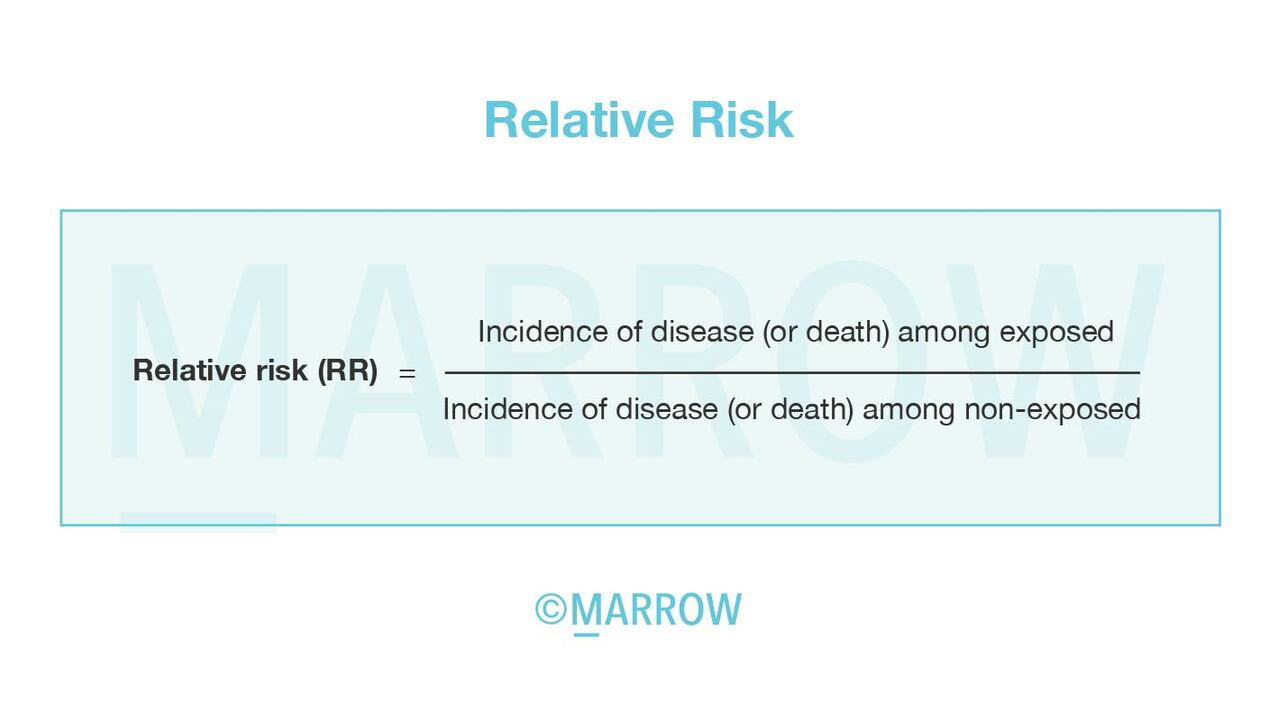 Relative Risk
MARROW
Incidence of disease (or death) among exposed
Relative risk (RR) =
Incidence of disease (or death) among non-exposed
©MARROW